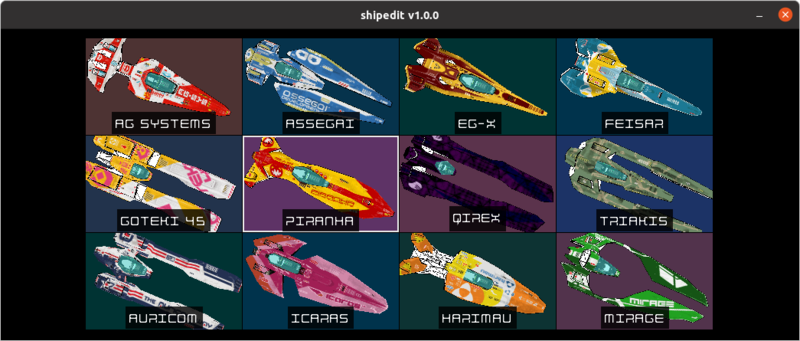 shipedit v1.0.0
AG SYSTEMS
ASSEGAI
EG-X
FEISAR
GOTEKI 45
PIRANHA
QIREX
TRIAKIS
AURICOM
ICARAS
HARIMAU
MIRAGE